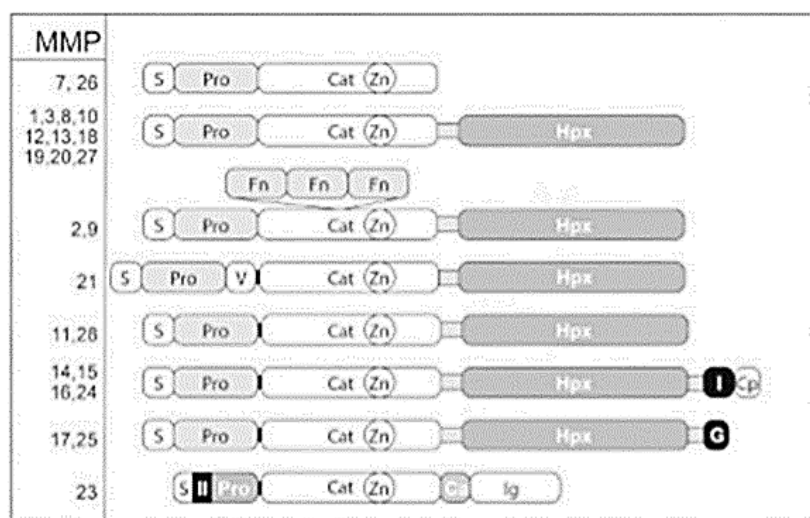 MMP
7, 26
S Pro Cat Zn
1,3,8,10
12,13,18
19,20,27
S Pro Cat Zn Hpx
Fn Fn Fn
2,9
S Pro Cat Zn Hpx
21
S Pro V Cat Zn Hpx
11,28
S Pro Cat Zn Hpx
14,15
16,24
S Pro Cat Zn Hpx I Cp
17,25
S Pro Cat Zn Hpx G
23
S II Pro Cat Zn Ig